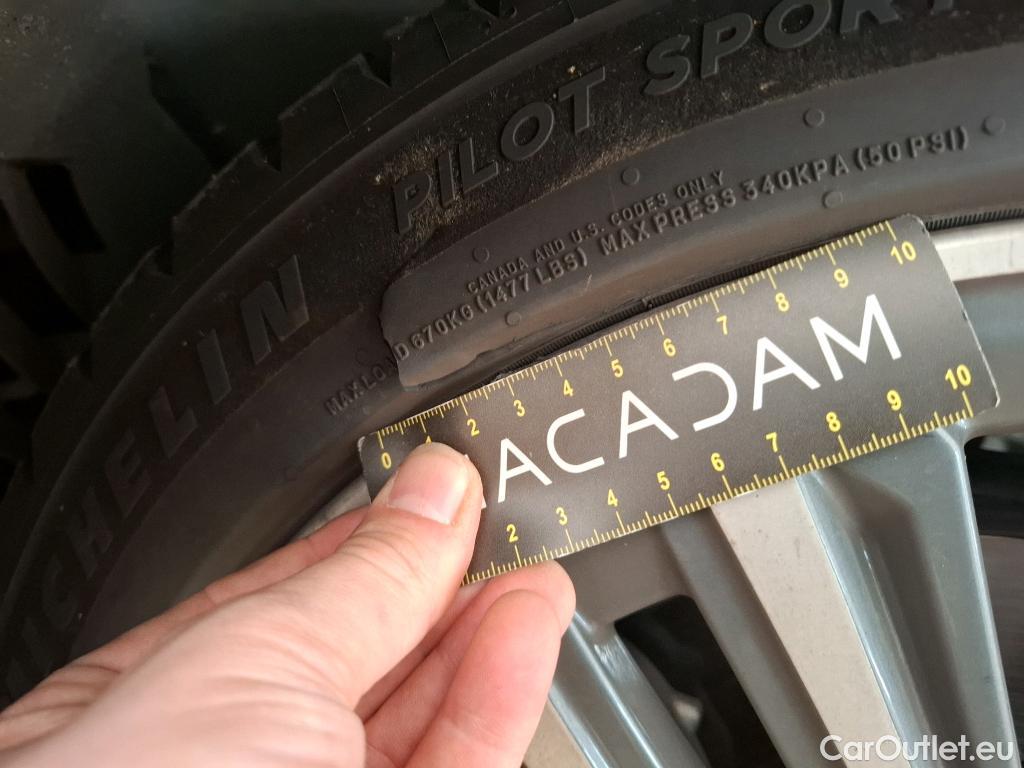 MICHELIN
PILOT SPORT
CANADA AND U.S. CODES ONLY
MAX LOAD 670KG (1477 LBS) MAX PRESS 340KPA (50 PSI)
0 1 2 3 4 5 6 7 8 9 10
ACADAM
2 3 4 5 6 7 8 9 10
CarOutlet.eu